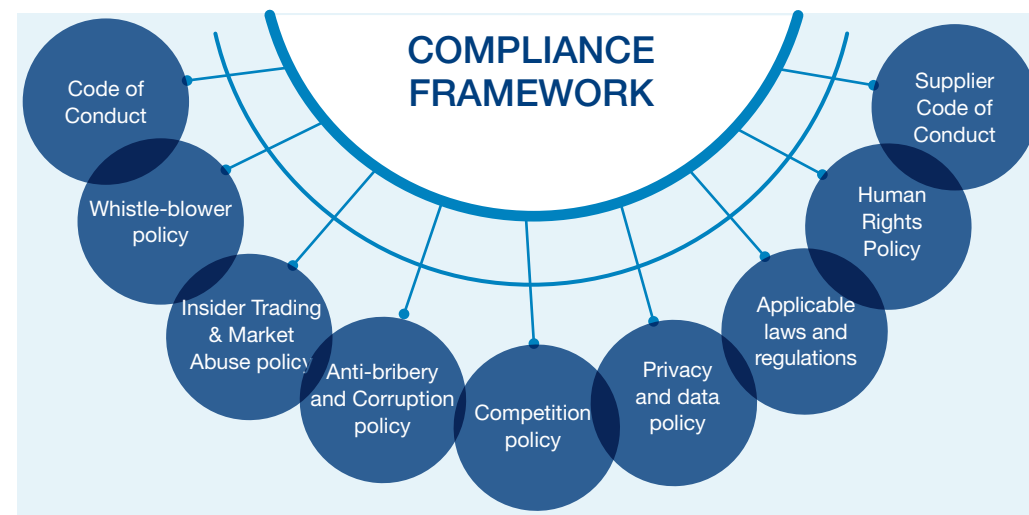 COMPLIANCE
FRAMEWORK
Code of
Conduct
Whistle-blower
policy
Insider Trading
& Market
Abuse policy
Anti-bribery
and Corruption
policy
Competition
policy
Privacy
and data
policy
Applicable
laws and
regulations
Human
Rights
Policy
Supplier
Code of
Conduct